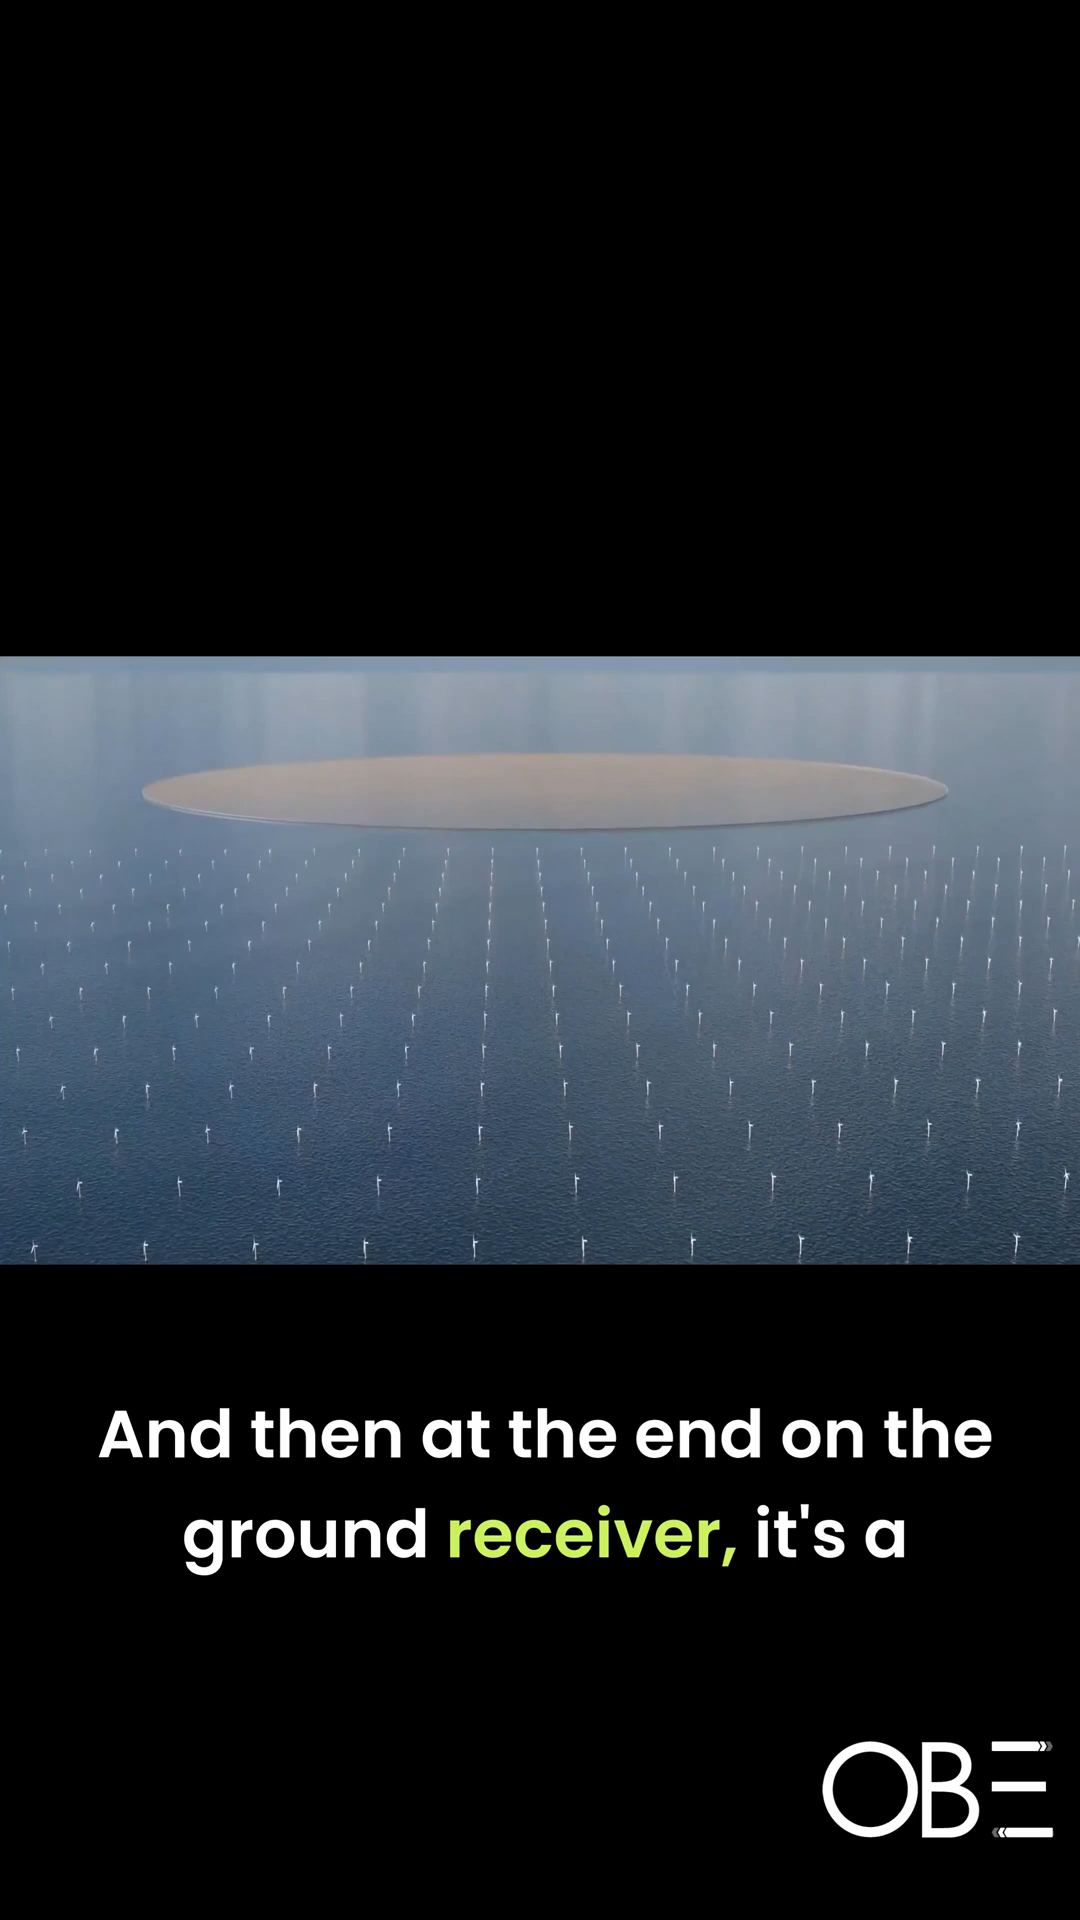 And then at the end on the
ground receiver, it's a
OBE